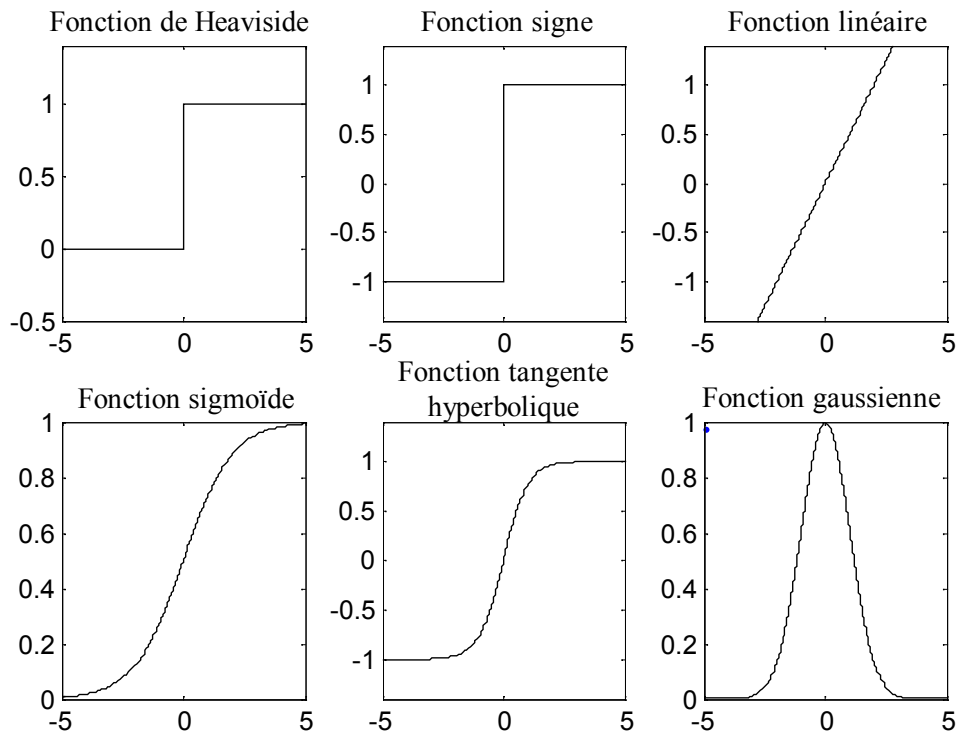 Fonction de Heaviside
1
0.5
0
-0.5
-5 0 5
Fonction signe
1
0.5
0
-0.5
-1
-5 0 5
Fonction linéaire
1
0.5
0
-0.5
-1
-5 0 5
Fonction sigmoïde
1
0.8
0.6
0.4
0.2
0
-5 0 5
Fonction tangente
hyperbolique
1
0.5
0
-0.5
-1
-5 0 5
Fonction gaussienne
1
0.8
0.6
0.4
0.2
0
-5 0 5